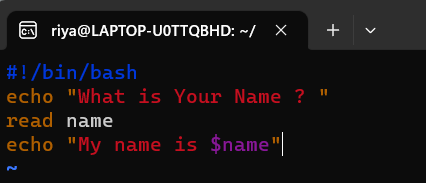 riya@LAPTOP-U0TTQBHD: ~/
#!/bin/bash
echo "What is Your Name ? "
read name
echo "My name is $name"
~